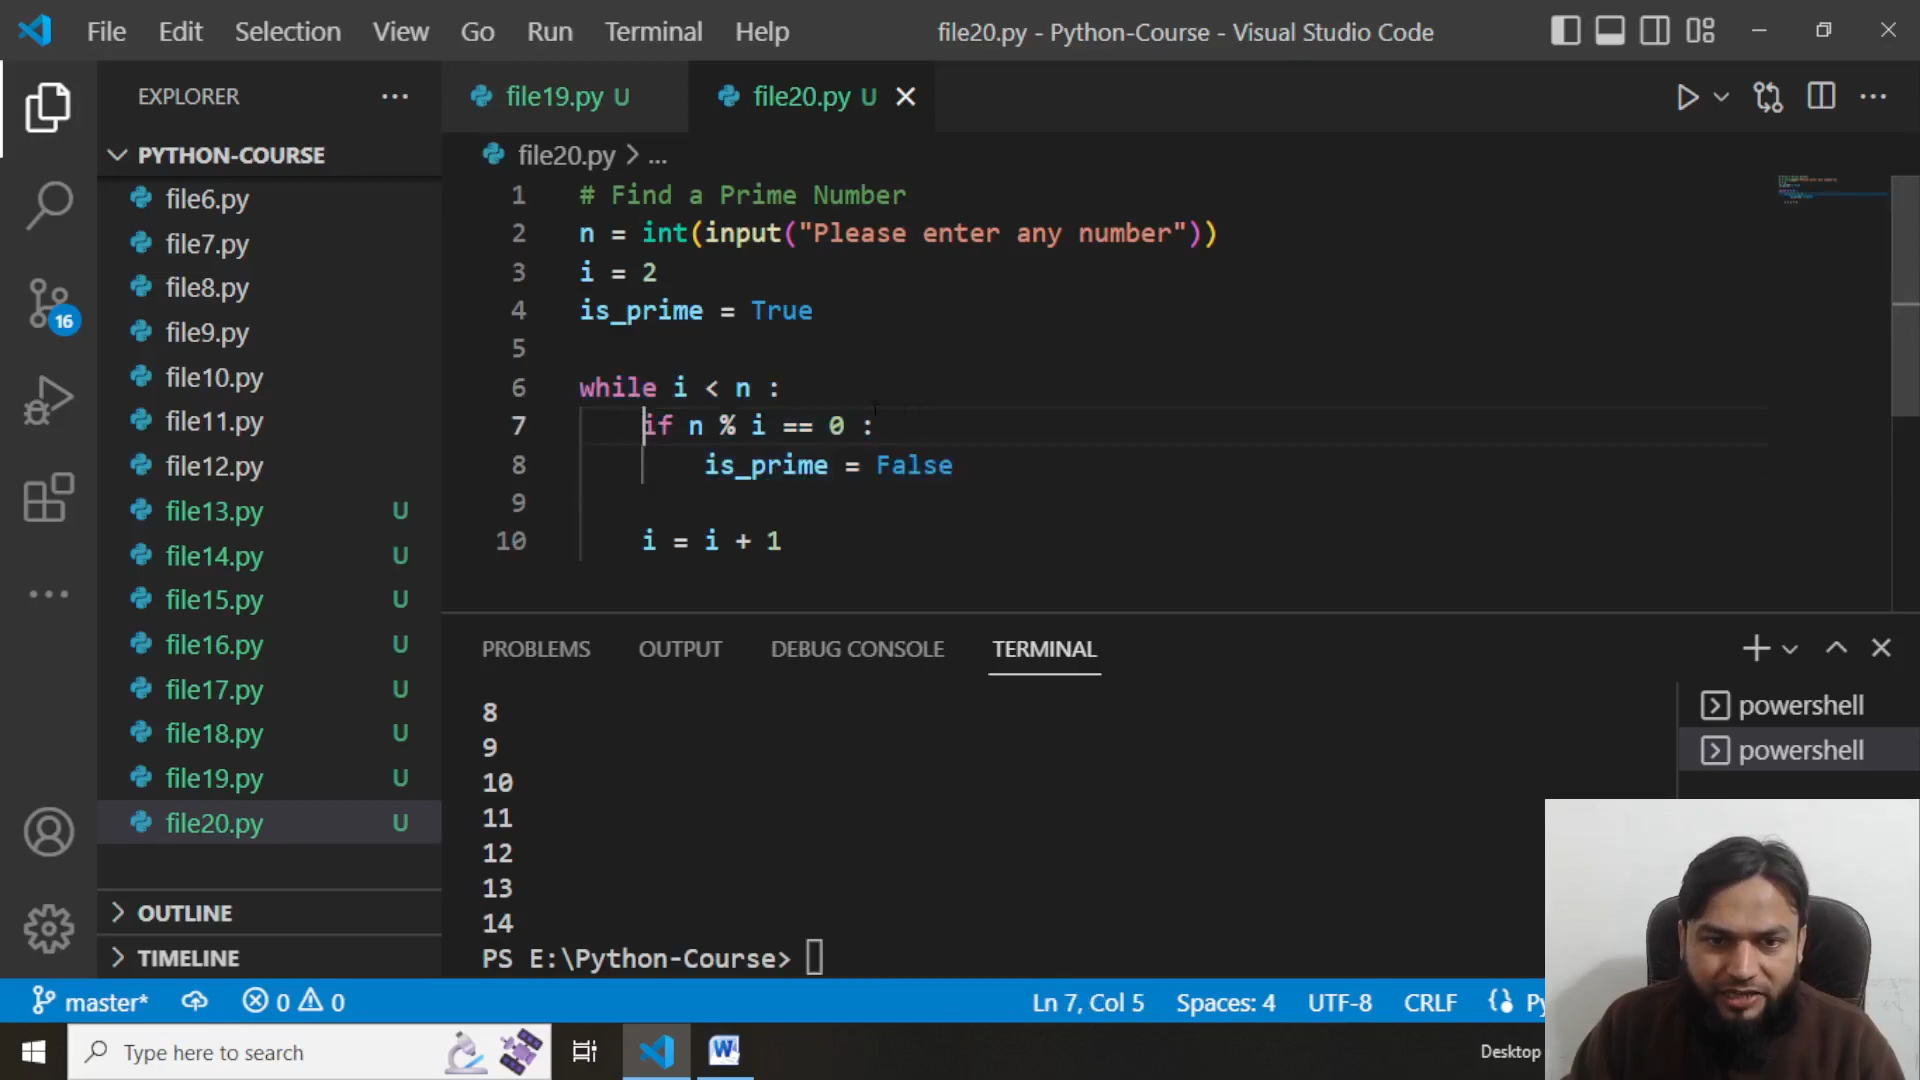 File Edit Selection View Go Run Terminal Help file20.py - Python-Course - Visual Studio Code
EXPLORER
file19.py U file20.py U
PYTHON-COURSE
file20.py > ...
file6.py
file7.py
file8.py
file9.py
file10.py
file11.py
file12.py
file13.py U
file14.py U
file15.py U
file16.py U
file17.py U
file18.py U
file19.py U
file20.py U
OUTLINE
TIMELINE
16
1 # Find a Prime Number
2 n = int(input("Please enter any number"))
3 i = 2
4 is_prime = True
5
6 while i < n :
7 if n % i == 0 :
8 is_prime = False
9
10 i = i + 1
PROBLEMS OUTPUT DEBUG CONSOLE TERMINAL
8
9
10
11
12
13
14
PS E:\Python-Course>
powershell
powershell
master* 0 0 Ln 7, Col 5 Spaces: 4 UTF-8 CRLF Py
Type here to search
W
Desktop